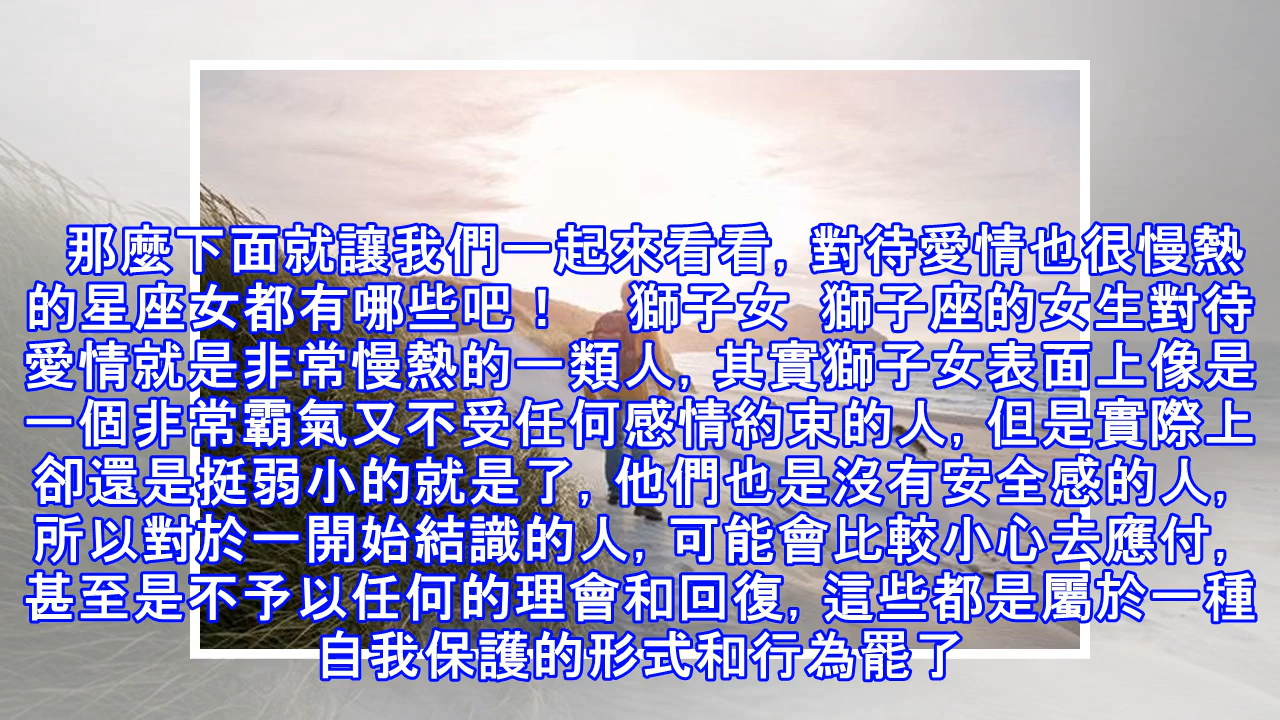 那麼下面就讓我們一起來看看, 對待愛情也很慢熱
的星座女都有哪些吧! 獅子女 獅子座的女生對待
愛情就是非常慢熱的一類人, 其實獅子女表面上像是
一個非常霸氣又不受任何感情約束的人, 但是實際上
卻還是挺弱小的就是了, 他們也是沒有安全感的人,
所以對於一開始結識的人, 可能會比較小心去應付,
甚至是不予以任何的理會和回復, 這些都是屬於一種
自我保護的形式和行為罷了